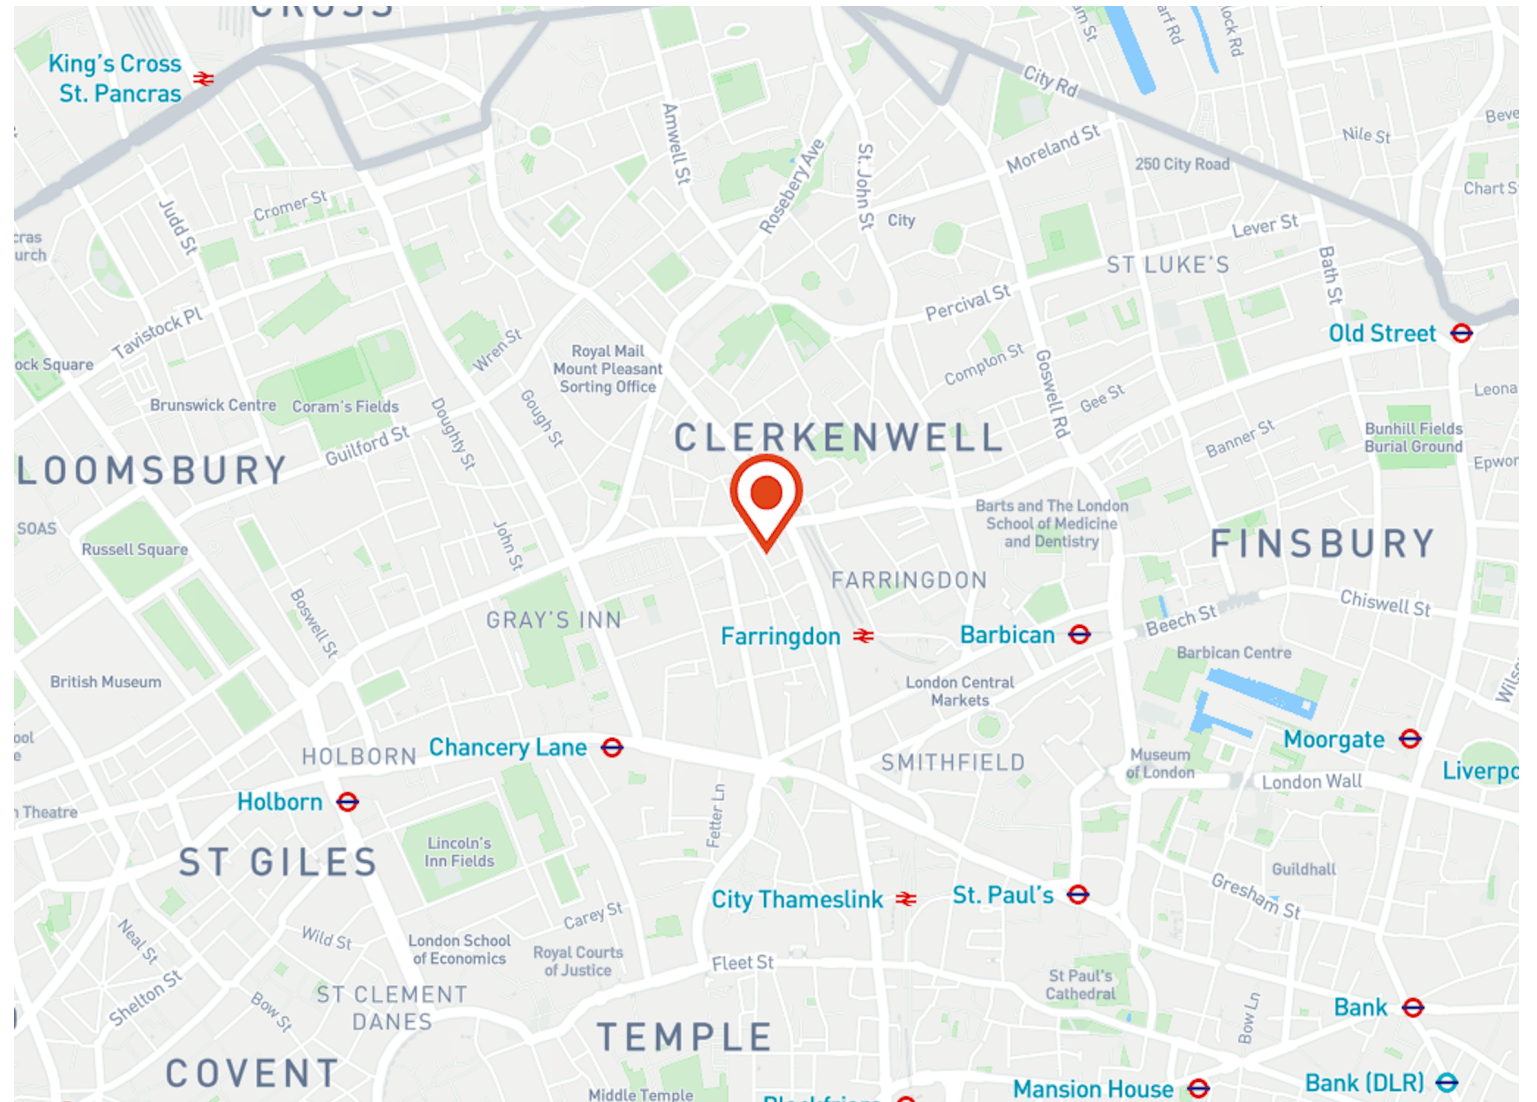 CROSS
King's Cross
St. Pancras
City Rd
Moreland St
Nile St
250 City Road
Amwell St
Rosebery Ave
St. John St
Judd St
Cromer St
City
Chart
Lever St
ST LUKE'S
Bath St
Percival St
Tavistock Pl
Old Street
Wren St
Royal Mail
Mount Pleasant
Sorting Office
Compton St
Goswell Rd
Gee St
ock Square
Brunswick Centre
Coram's Fields
Doughty St
Gough St
Guilford St
Banner St
Bunhill Fields
Burial Ground
CLERKENWELL
LOOMSBURY
SOAS
Russell Square
John St
Barts and The London
School of Medicine
and Dentistry
FINSBURY
FARRINGDON
GRAY'S INN
Boswell St
Chiswell St
Beech St
Farringdon
Barbican
Barbican Centre
British Museum
London Central
Markets
Moorgate
HOLBORN
Chancery Lane
SMITHFIELD
Museum
of London
London Wall
Liverpo
Holborn
Theatre
Fetter Ln
Lincoln's
Inn Fields
ST GILES
Guildhall
Gresham St
City Thameslink
St. Paul's
Carey St
Neal St
Wild St
London School
of Economics
Royal Courts
of Justice
Fleet St
St Paul's
Cathedral
Shelton St
Bow St
ST CLEMENT
DANES
Bow Ln
Bank
TEMPLE
COVENT
Middle Temple
Mansion House
Bank (DLR)